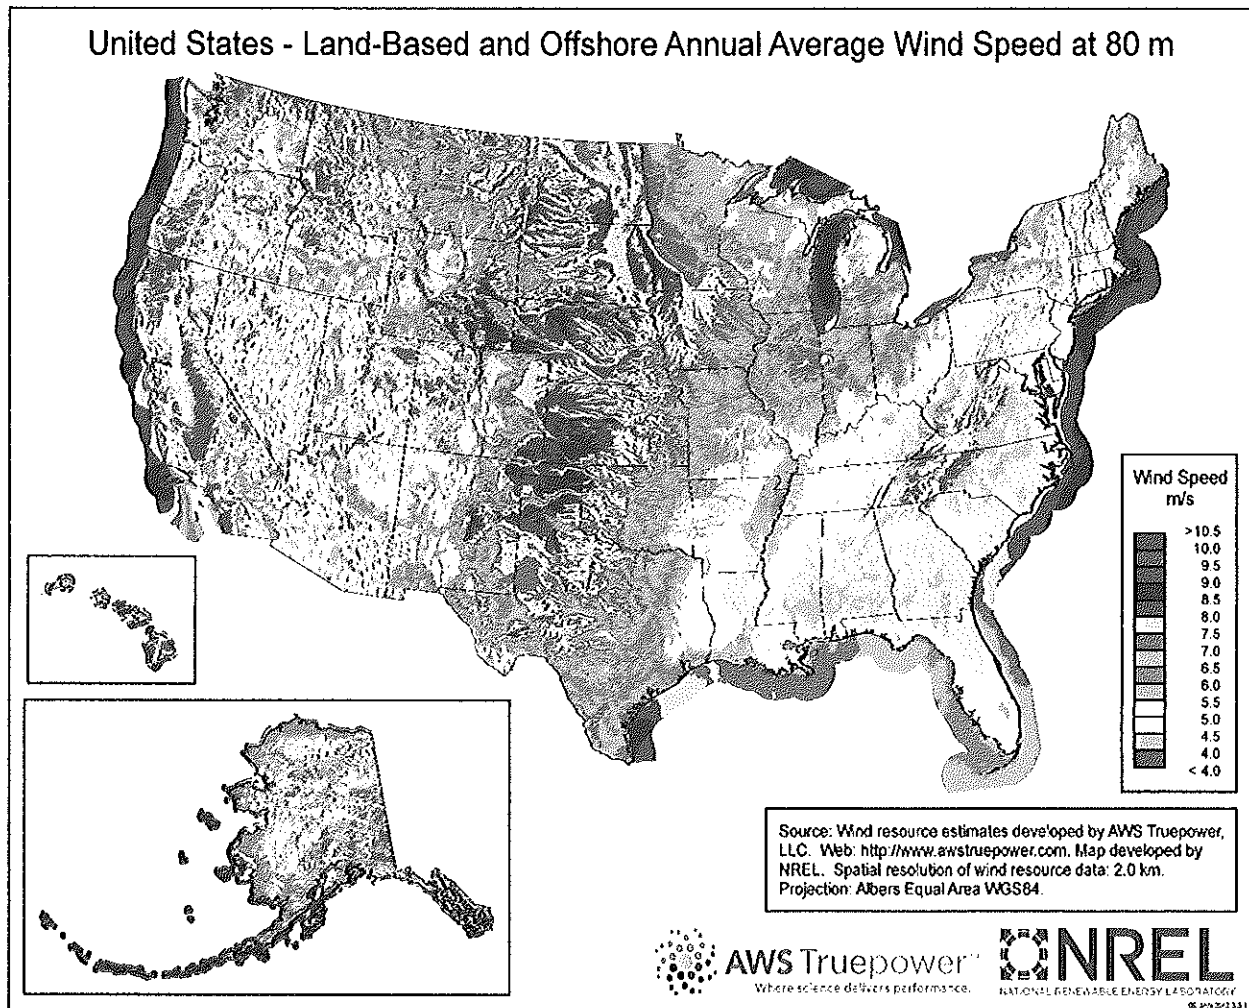 United States - Land-Based and Offshore Annual Average Wind Speed at 80 m
Wind Speed
m/s
>10.5
10.0
9.5
9.0
8.5
8.0
7.5
7.0
6.5
6.0
5.5
5.0
4.5
4.0
< 4.0
Source: Wind resource estimates developed by AWS Truepower,
LLC. Web: http://www.awstruepower.com. Map developed by
NREL. Spatial resolution of wind resource data: 2.0 km.
Projection: Albers Equal Area WGS84.
AWS Truepower™
Where science delivers performance.
NREL
NATIONAL RENEWABLE ENERGY LABORATORY